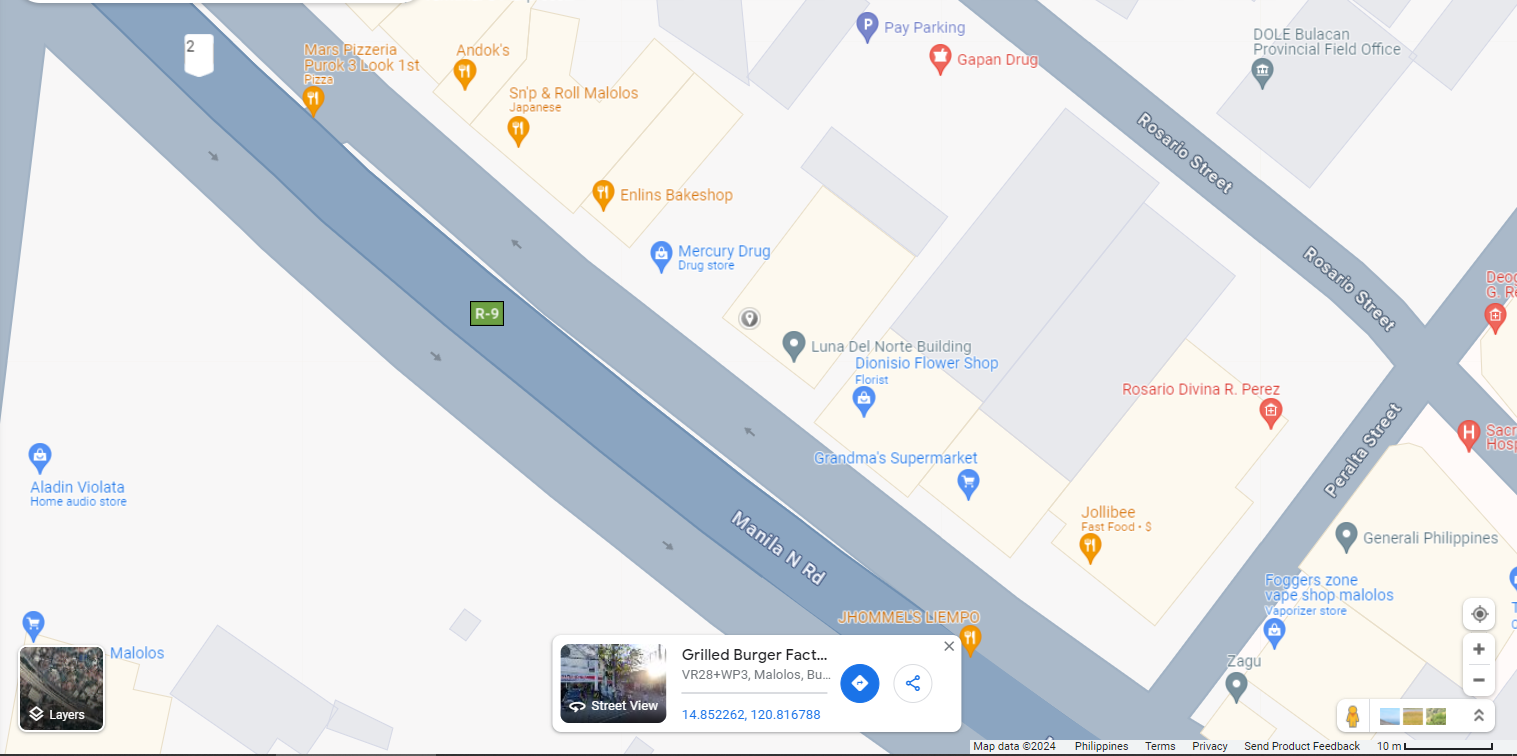 2
Mars Pizzeria
Purok 3 Look 1st
Pizza
Andok's
Sn'p & Roll Malolos
Japanese
Enlins Bakeshop
Mercury Drug
Drug store
P
Pay Parking
Gapan Drug
DOLE Bulacan
Provincial Field Office
Rosario Street
Rosario Street
R-9
Luna Del Norte Building
Dionisio Flower Shop
Florist
Rosario Divina R. Perez
H
Peralta Street
Grandma's Supermarket
Aladin Violata
Home audio store
Jollibee
Fast Food • $
Manila N Rd
Generali Philippines
Foggers zone
vape shop malolos
Vaporizer store
JHOMMEL'S LIEMPO
Zagu
Malolos
Layers
Grilled Burger Fact...
VR28+WP3, Malolos, Bu...
14.852262, 120.816788
Street View
Map data ©2024
Philippines
Terms
Privacy
Send Product Feedback
10 m